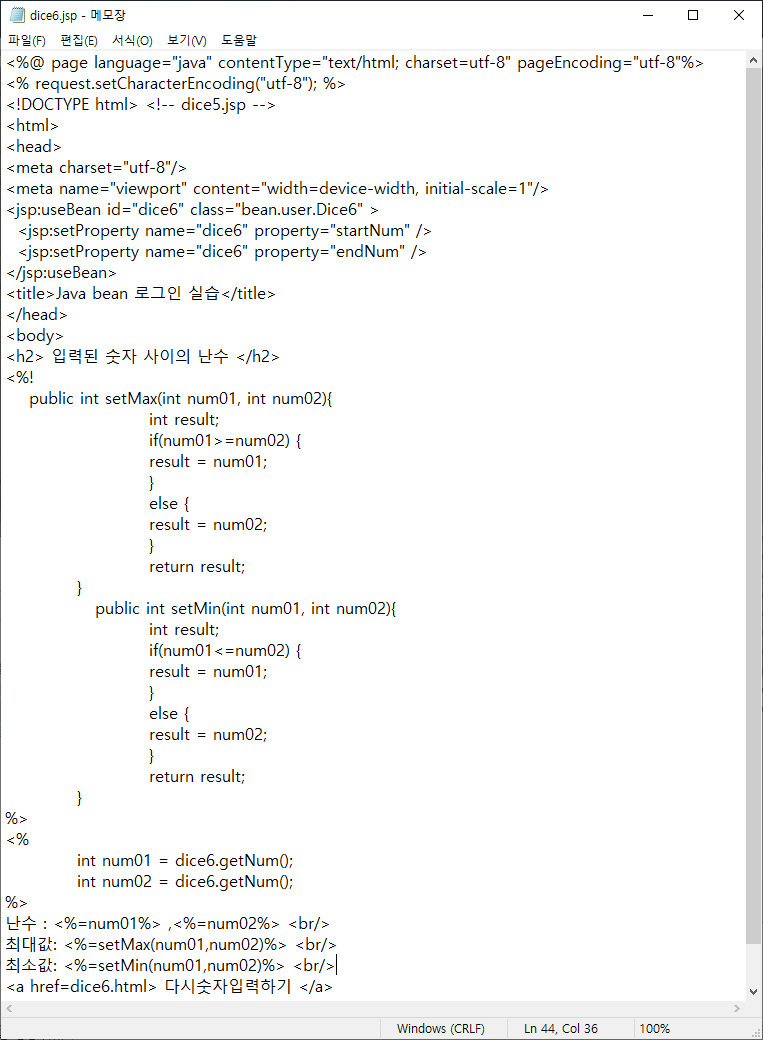 dice6.jsp - 메모장
파일(F) 편집(E) 서식(O) 보기(V) 도움말
<%@ page language="java" contentType="text/html; charset=utf-8" pageEncoding="utf-8"%>
<% request.setCharacterEncoding("utf-8"); %>
<!DOCTYPE html> <!-- dice5.jsp -->
<html>
<head>
<meta charset="utf-8"/>
<meta name="viewport" content="width=device-width, initial-scale=1"/>
<jsp:useBean id="dice6" class="bean.user.Dice6" >
<jsp:setProperty name="dice6" property="startNum" />
<jsp:setProperty name="dice6" property="endNum" />
</jsp:useBean>
<title>Java bean 로그인 실습</title>
</head>
<body>
<h2> 입력된 숫자 사이의 난수 </h2>
<%!
public int setMax(int num01, int num02){
int result;
if(num01>=num02) {
result = num01;
}
else {
result = num02;
}
return result;
}
public int setMin(int num01, int num02){
int result;
if(num01<=num02) {
result = num01;
}
else {
result = num02;
}
return result;
}
%>
<%
int num01 = dice6.getNum();
int num02 = dice6.getNum();
%>
난수 : <%=num01%> ,<%=num02%> <br/>
최대값: <%=setMax(num01,num02)%> <br/>
최소값: <%=setMin(num01,num02)%> <br/>
<a href=dice6.html> 다시숫자입력하기 </a>
Windows (CRLF) Ln 44, Col 36 100%